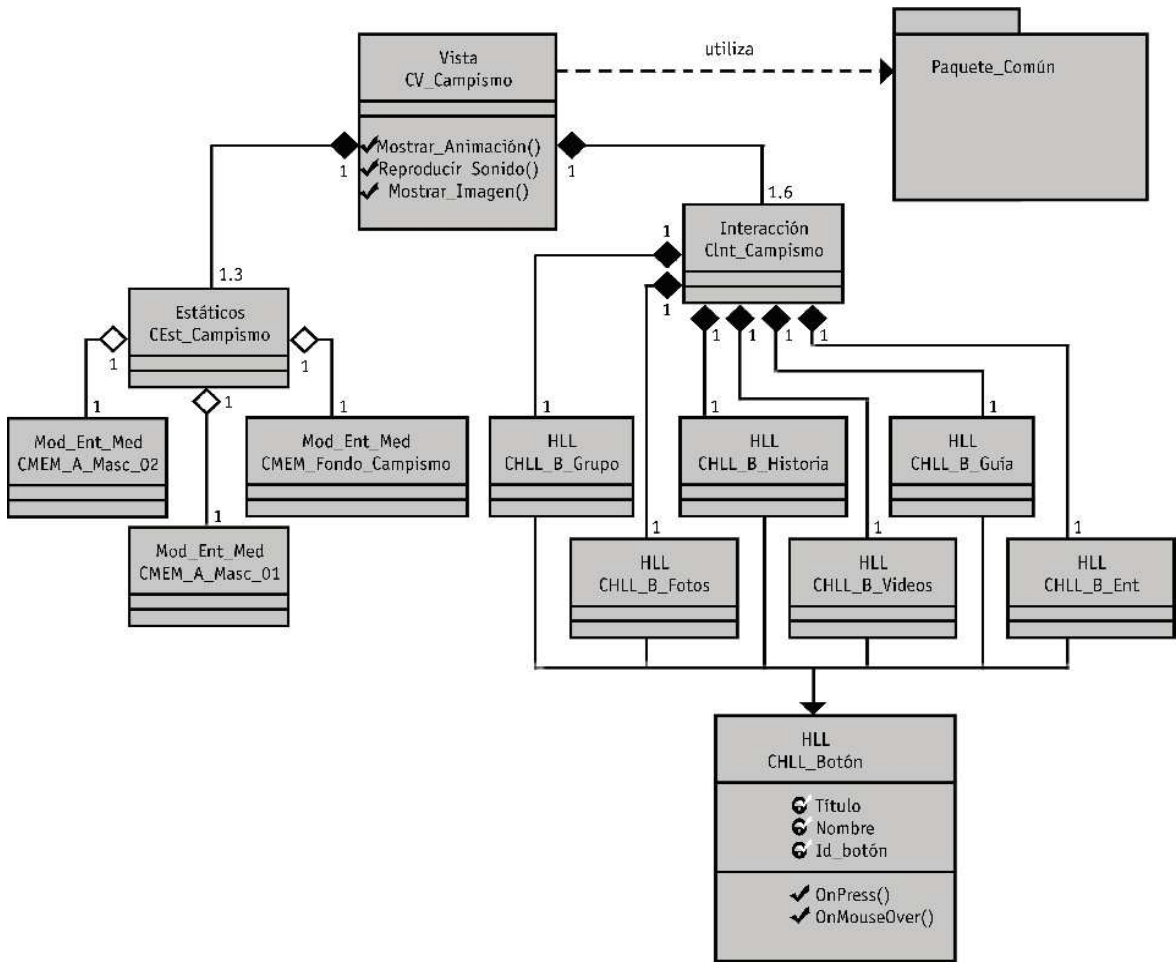 Vista
CV_Campismo
Mostrar_Animación()
Reproducir_Sonido()
Mostrar_Imagen()
utiliza
Paquete_Común
1
1
1.3
1.6
Estáticos
CEst_Campismo
1
1
1
Interacción
CInt_Campismo
1
1
1
1
1
1
1
Mod_Ent_Med
CMEM_A_Masc_02
1
Mod_Ent_Med
CMEM_Fondo_Campismo
1
Mod_Ent_Med
CMEM_A_Masc_01
1
HLL
CHLL_B_Grupo
1
HLL
CHLL_B_Historia
1
HLL
CHLL_B_Guía
1
HLL
CHLL_B_Fotos
1
HLL
CHLL_B_Videos
1
HLL
CHLL_B_Ent
HLL
CHLL_Botón
Título
Nombre
Id_botón
OnPress()
OnMouseOver()